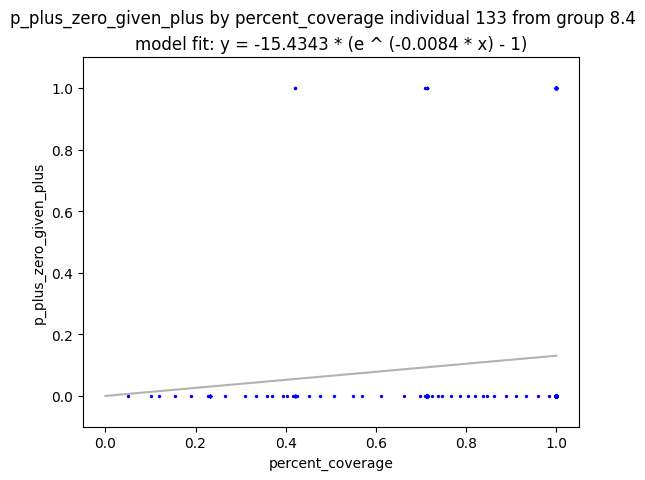 p_plus_zero_given_plus by percent_coverage individual 133 from group 8.4
model fit: y = -15.4343 * (e ^ (-0.0084 * x) - 1)
1.0
0.8
0.6
0.4
0.2
0.0
p_plus_zero_given_plus
0.0 0.2 0.4 0.6 0.8 1.0
percent_coverage